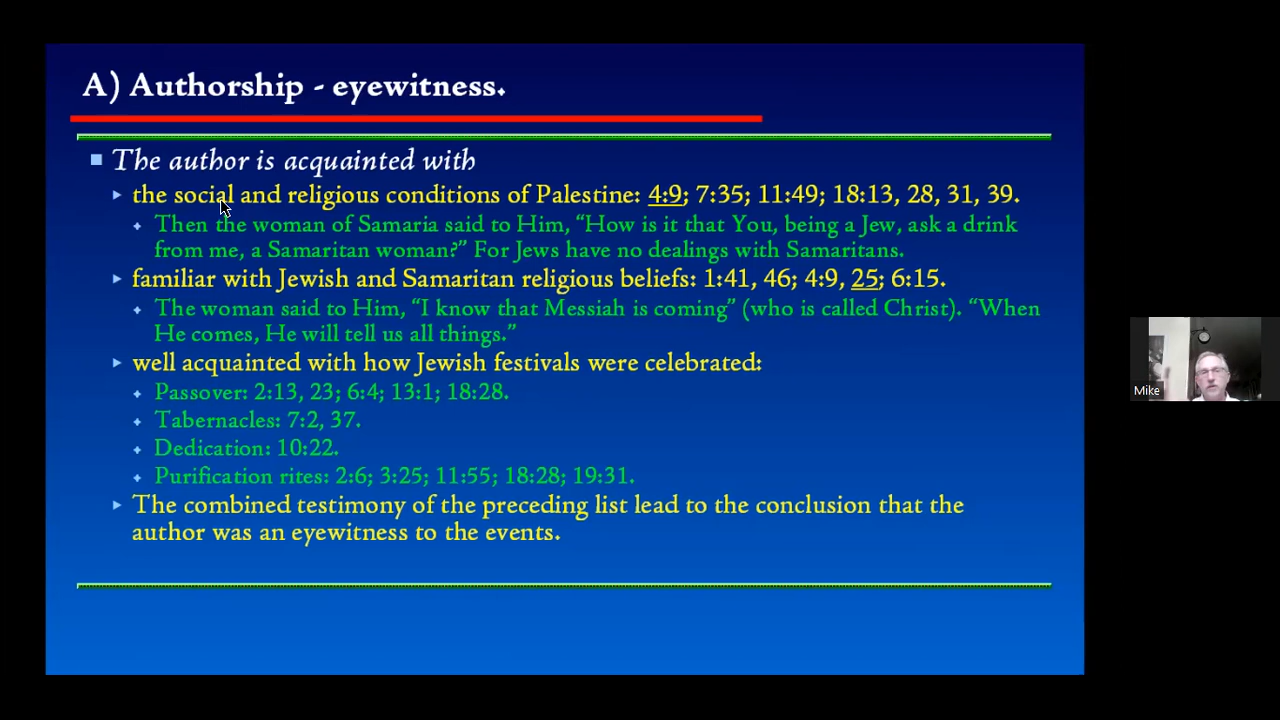 A) Authorship - eyewitness.
The author is acquainted with
the social and religious conditions of Palestine: 4:9; 7:35; 11:49; 18:13, 28, 31, 39.
Then the woman of Samaria said to Him, “How is it that You, being a Jew, ask a drink
from me, a Samaritan woman?” For Jews have no dealings with Samaritans.
familiar with Jewish and Samaritan religious beliefs: 1:41, 46; 4:9, 25; 6:15.
The woman said to Him, “I know that Messiah is coming” (who is called Christ). “When
He comes, He will tell us all things.”
well acquainted with how Jewish festivals were celebrated:
Passover: 2:13, 23; 6:4; 13:1; 18:28.
Tabernacles: 7:2, 37.
Dedication: 10:22.
Purification rites: 2:6; 3:25; 11:55; 18:28; 19:31.
The combined testimony of the preceding list lead to the conclusion that the
author was an eyewitness to the events.
Mike